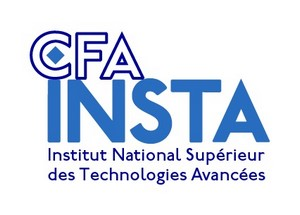 CFA
INSTA
Institut National Supérieur
des Technologies Avancées